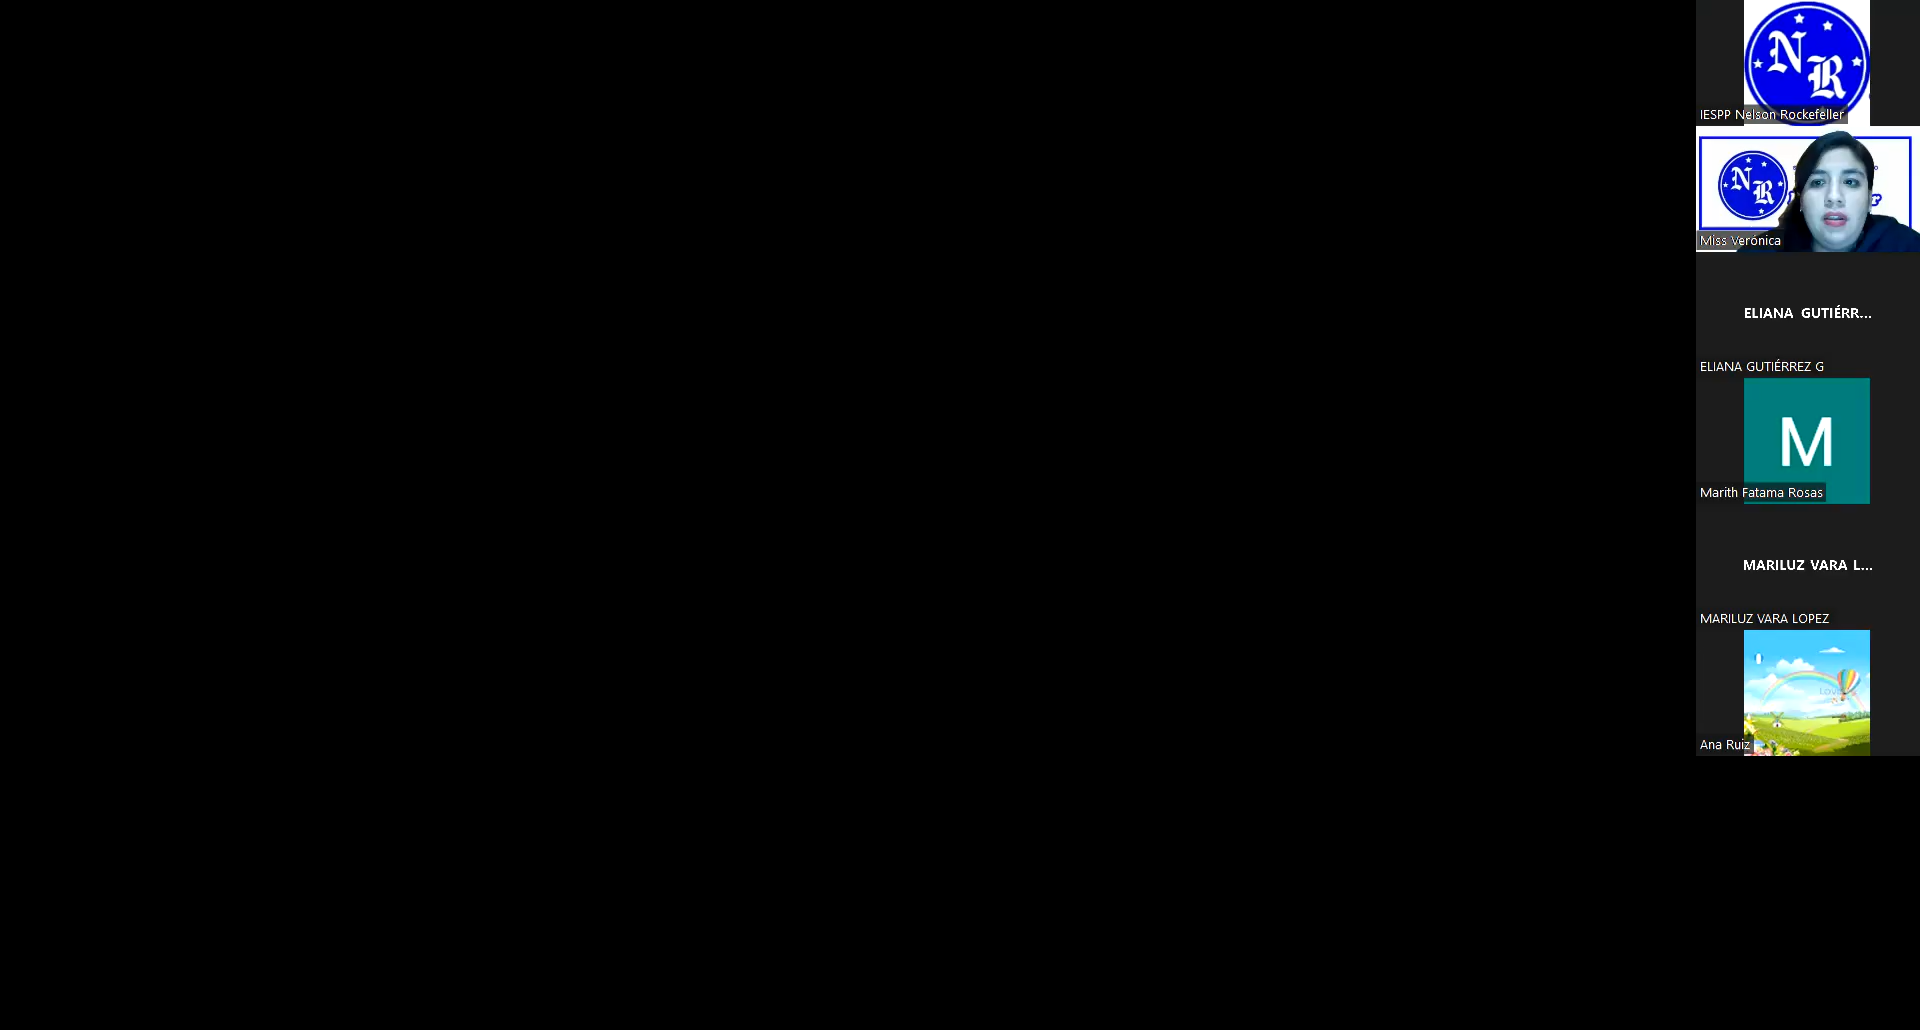 N
R
IESPP Nelson Rockefeller
N
R
r
Miss Verónica
ELIANA GUTIÉRR...
ELIANA GUTIÉRREZ G
M
Marith Fatama Rosas
MARILUZ VARA L...
MARILUZ VARA LOPEZ
Ana Ruiz